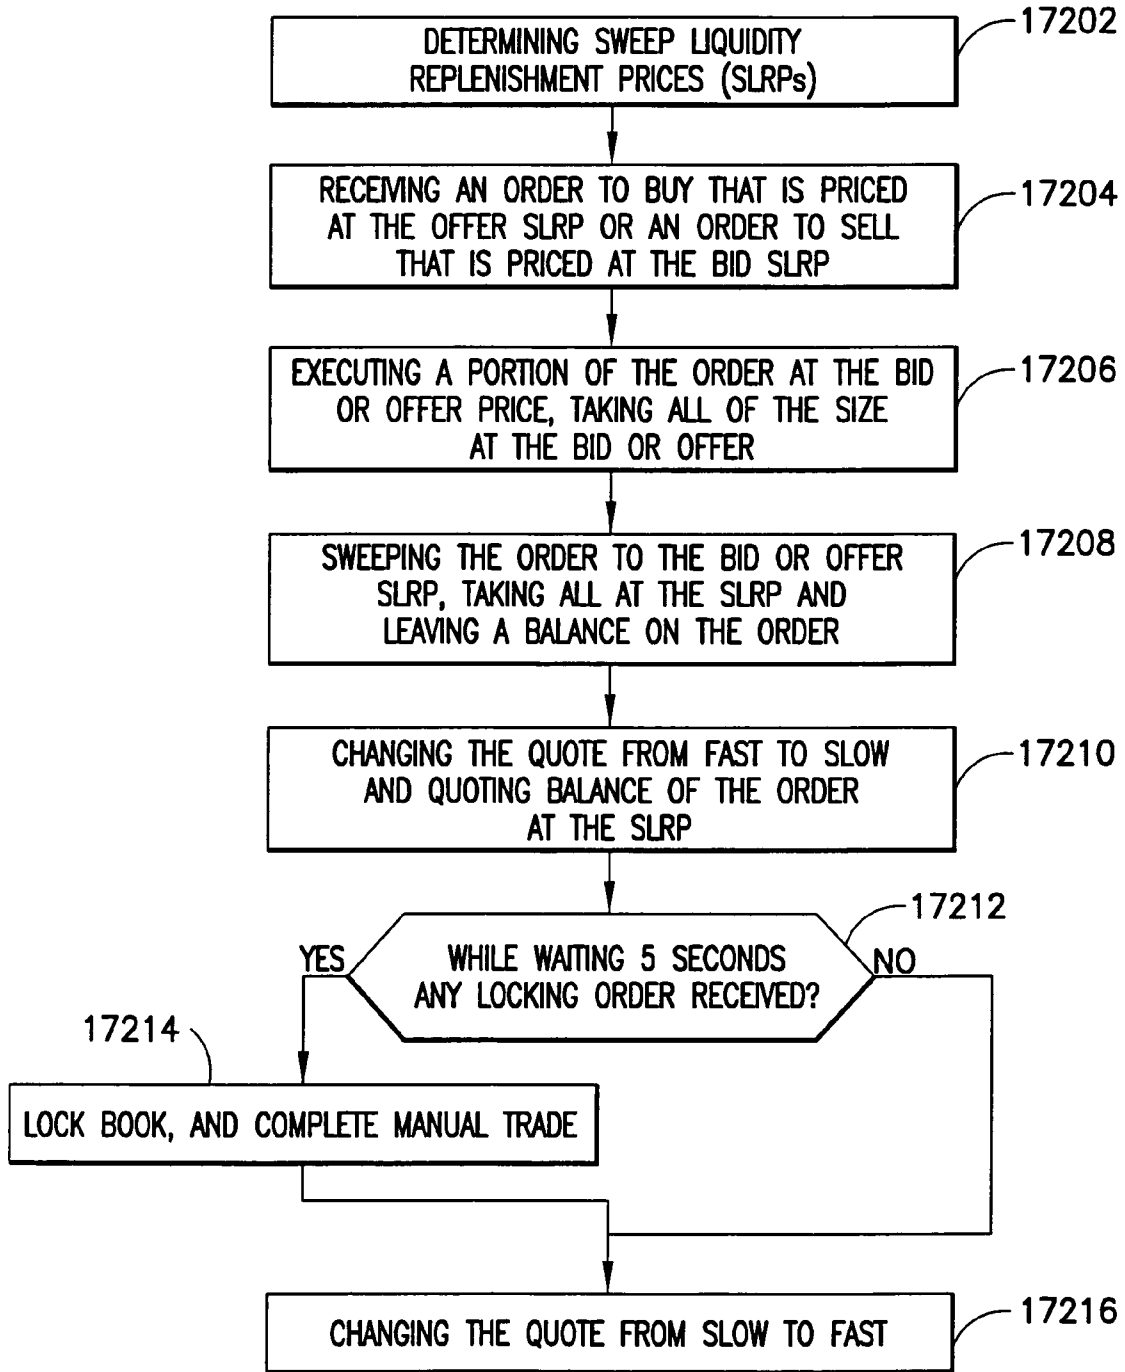 17202
DETERMINING SWEEP LIQUIDITY
REPLENISHMENT PRICES (SLRPs)
17204
RECEIVING AN ORDER TO BUY THAT IS PRICED
AT THE OFFER SLRP OR AN ORDER TO SELL
THAT IS PRICED AT THE BID SLRP
17206
EXECUTING A PORTION OF THE ORDER AT THE BID
OR OFFER PRICE, TAKING ALL OF THE SIZE
AT THE BID OR OFFER
17208
SWEEPING THE ORDER TO THE BID OR OFFER
SLRP, TAKING ALL AT THE SLRP AND
LEAVING A BALANCE ON THE ORDER
17210
CHANGING THE QUOTE FROM FAST TO SLOW
AND QUOTING BALANCE OF THE ORDER
AT THE SLRP
17212
YES
WHILE WAITING 5 SECONDS
ANY LOCKING ORDER RECEIVED?
NO
17214
LOCK BOOK, AND COMPLETE MANUAL TRADE
17216
CHANGING THE QUOTE FROM SLOW TO FAST